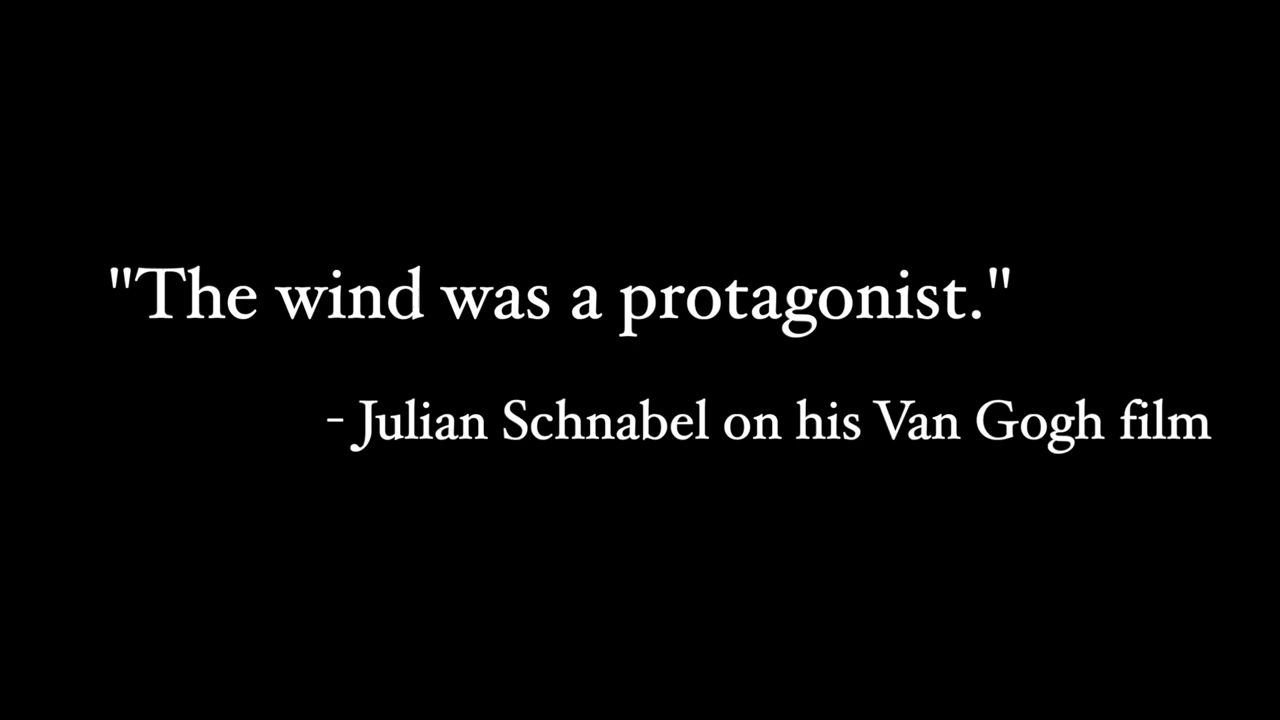 "The wind was a protagonist."
- Julian Schnabel on his Van Gogh film